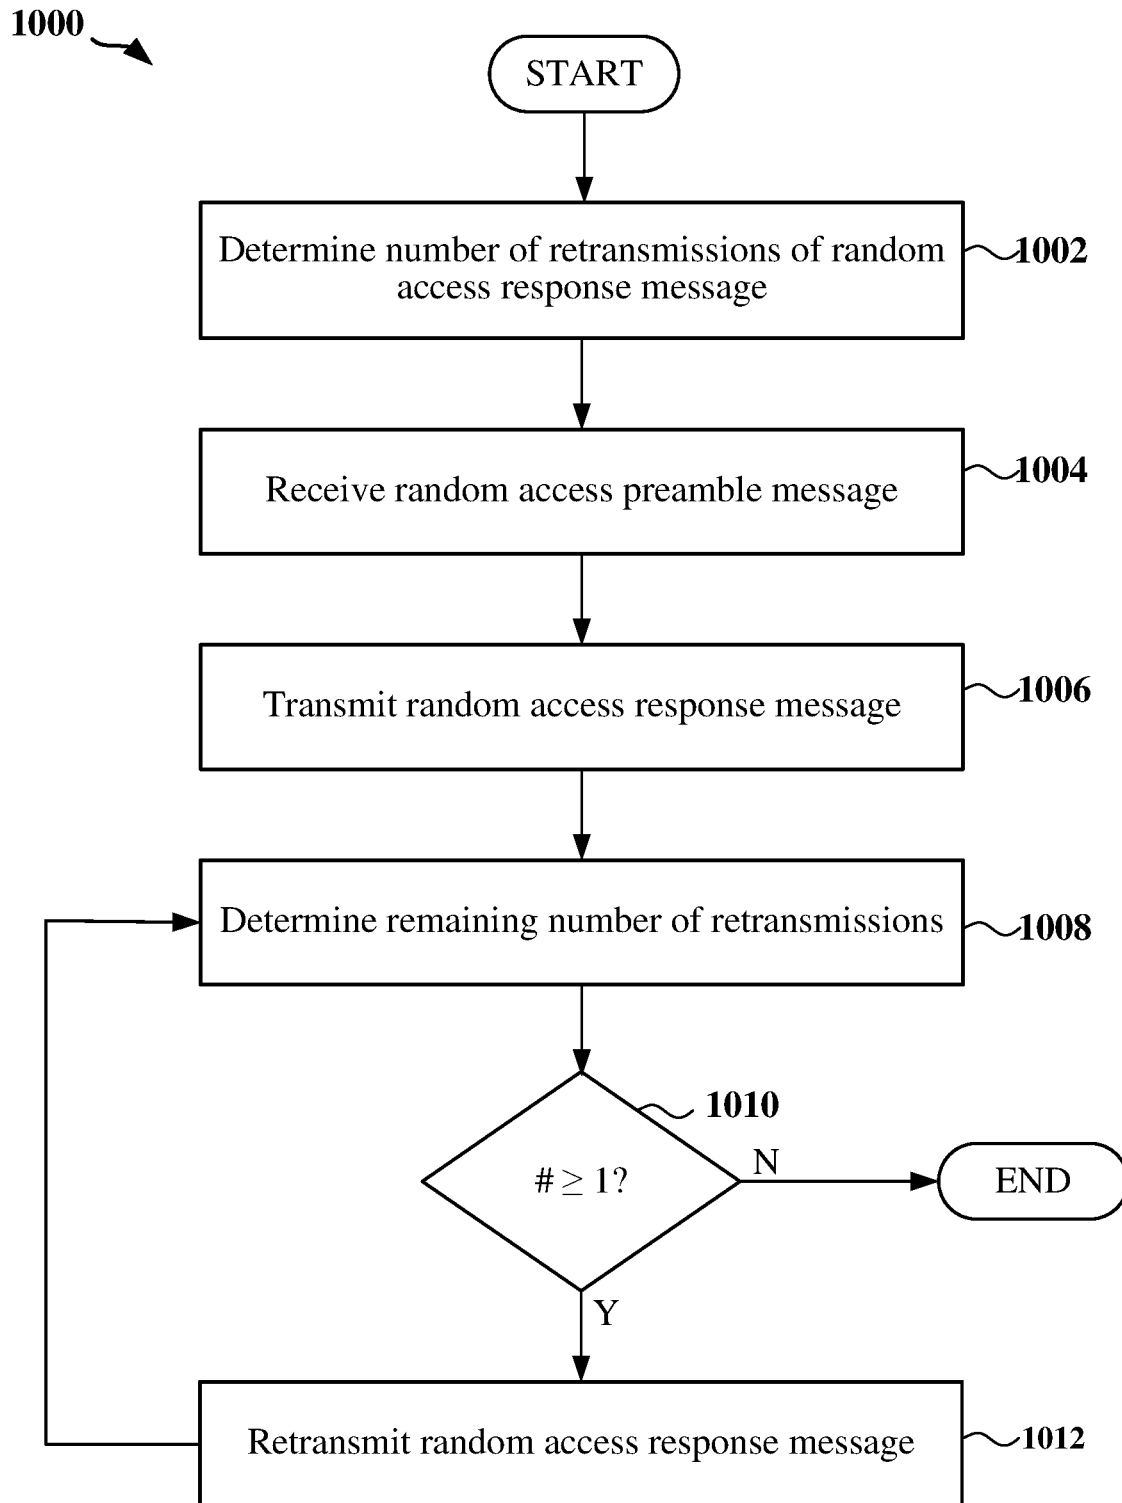 1000
START
Determine number of retransmissions of random
access response message
1002
Receive random access preamble message
1004
Transmit random access response message
1006
Determine remaining number of retransmissions
1008
1010
# ≥ 1?
N
END
Y
Retransmit random access response message
1012